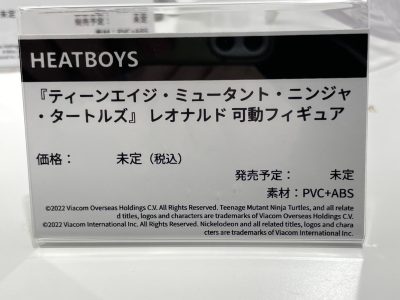 HEATBOYS
『ティーンエイジ・ミュータント・ニンジャ
・タートルズ』 レオナルド 可動フィギュア
価格： 未定（税込）
発売予定： 未定
素材：PVC+ABS
©2022 Viacom Overseas Holdings C.V. All Rights Reserved. Teenage Mutant Ninja Turtles, and all relate
d titles, logos and characters are trademarks of Viacom Overseas Holdings C.V.
©2022 Viacom International Inc. All Rights Reserved. Nickelodeon and all related titles, logos and chara
cters are trademarks of Viacom International Inc.